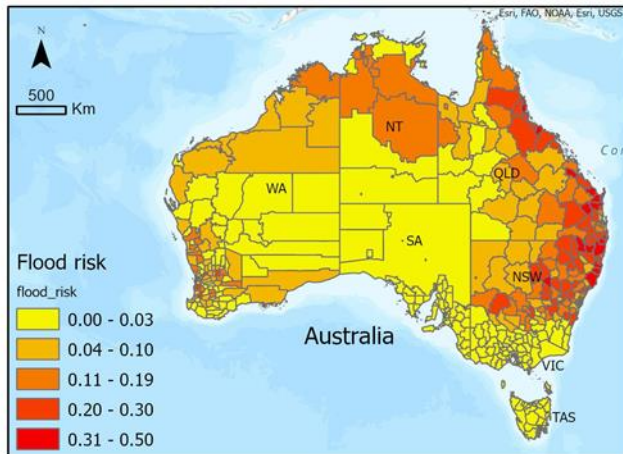 Esri, FAO, NOAA, Esri, USGS
N
500
Km
NT
QLD
WA
SA
NSW
Flood risk
flood_risk
0.00 - 0.03
0.04 - 0.10
0.11 - 0.19
0.20 - 0.30
0.31 - 0.50
Australia
VIC
TAS